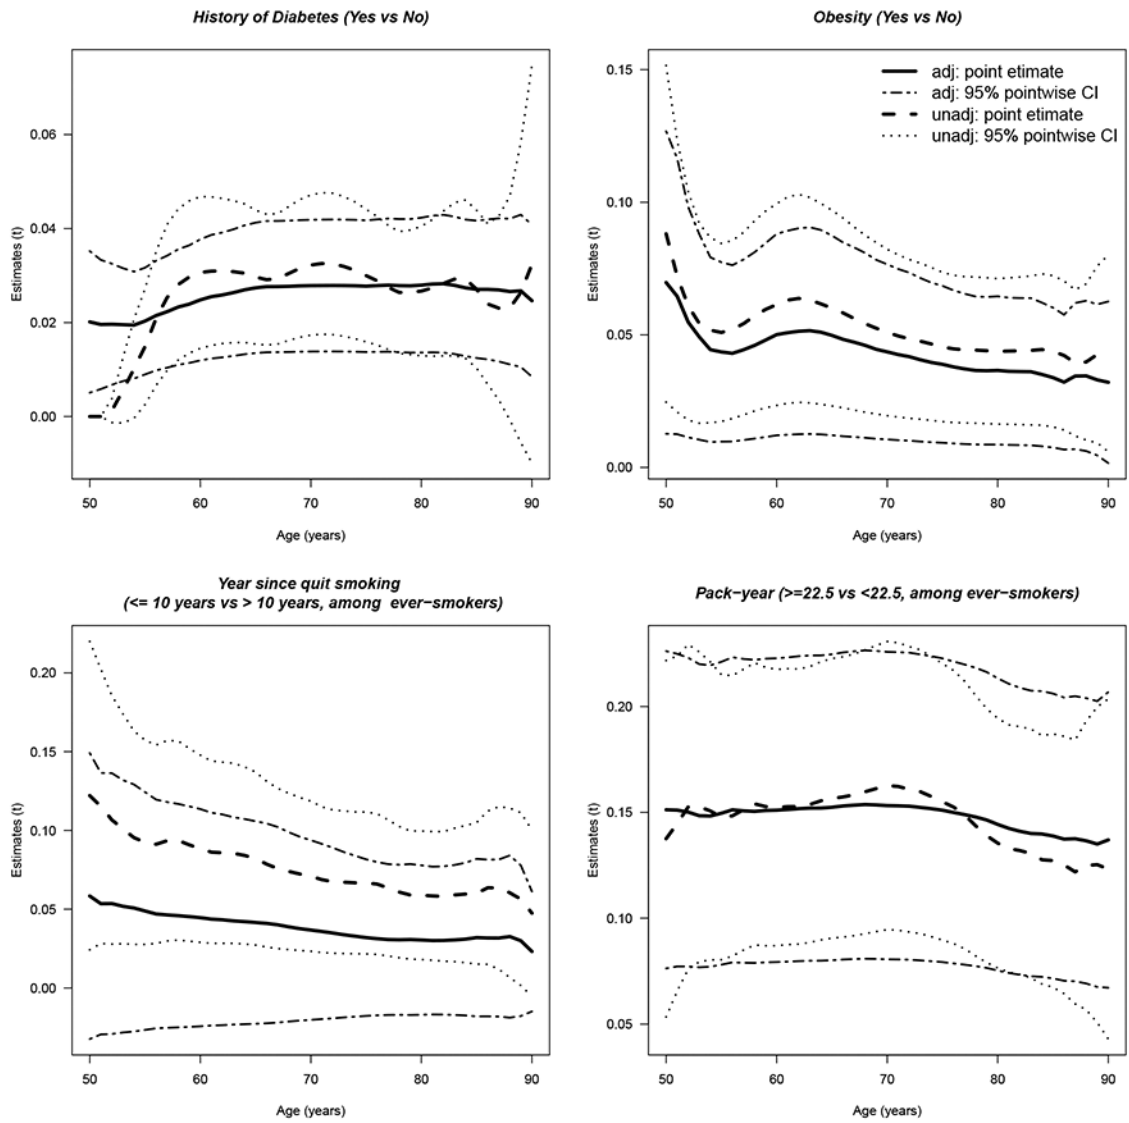 History of Diabetes (Yes vs No)
Estimates (t)
0.06
0.04
0.02
0.00
50 60 70 80 90
Age (years)
Obesity (Yes vs No)
adj: point etimate
adj: 95% pointwise CI
unadj: point etimate
unadj: 95% pointwise CI
Estimates (t)
0.15
0.10
0.05
0.00
50 60 70 80 90
Age (years)
Year since quit smoking
(<= 10 years vs > 10 years, among ever−smokers)
Estimates (t)
0.20
0.15
0.10
0.05
0.00
50 60 70 80 90
Age (years)
Pack−year (>=22.5 vs <22.5, among ever−smokers)
Estimates (t)
0.20
0.15
0.10
0.05
50 60 70 80 90
Age (years)